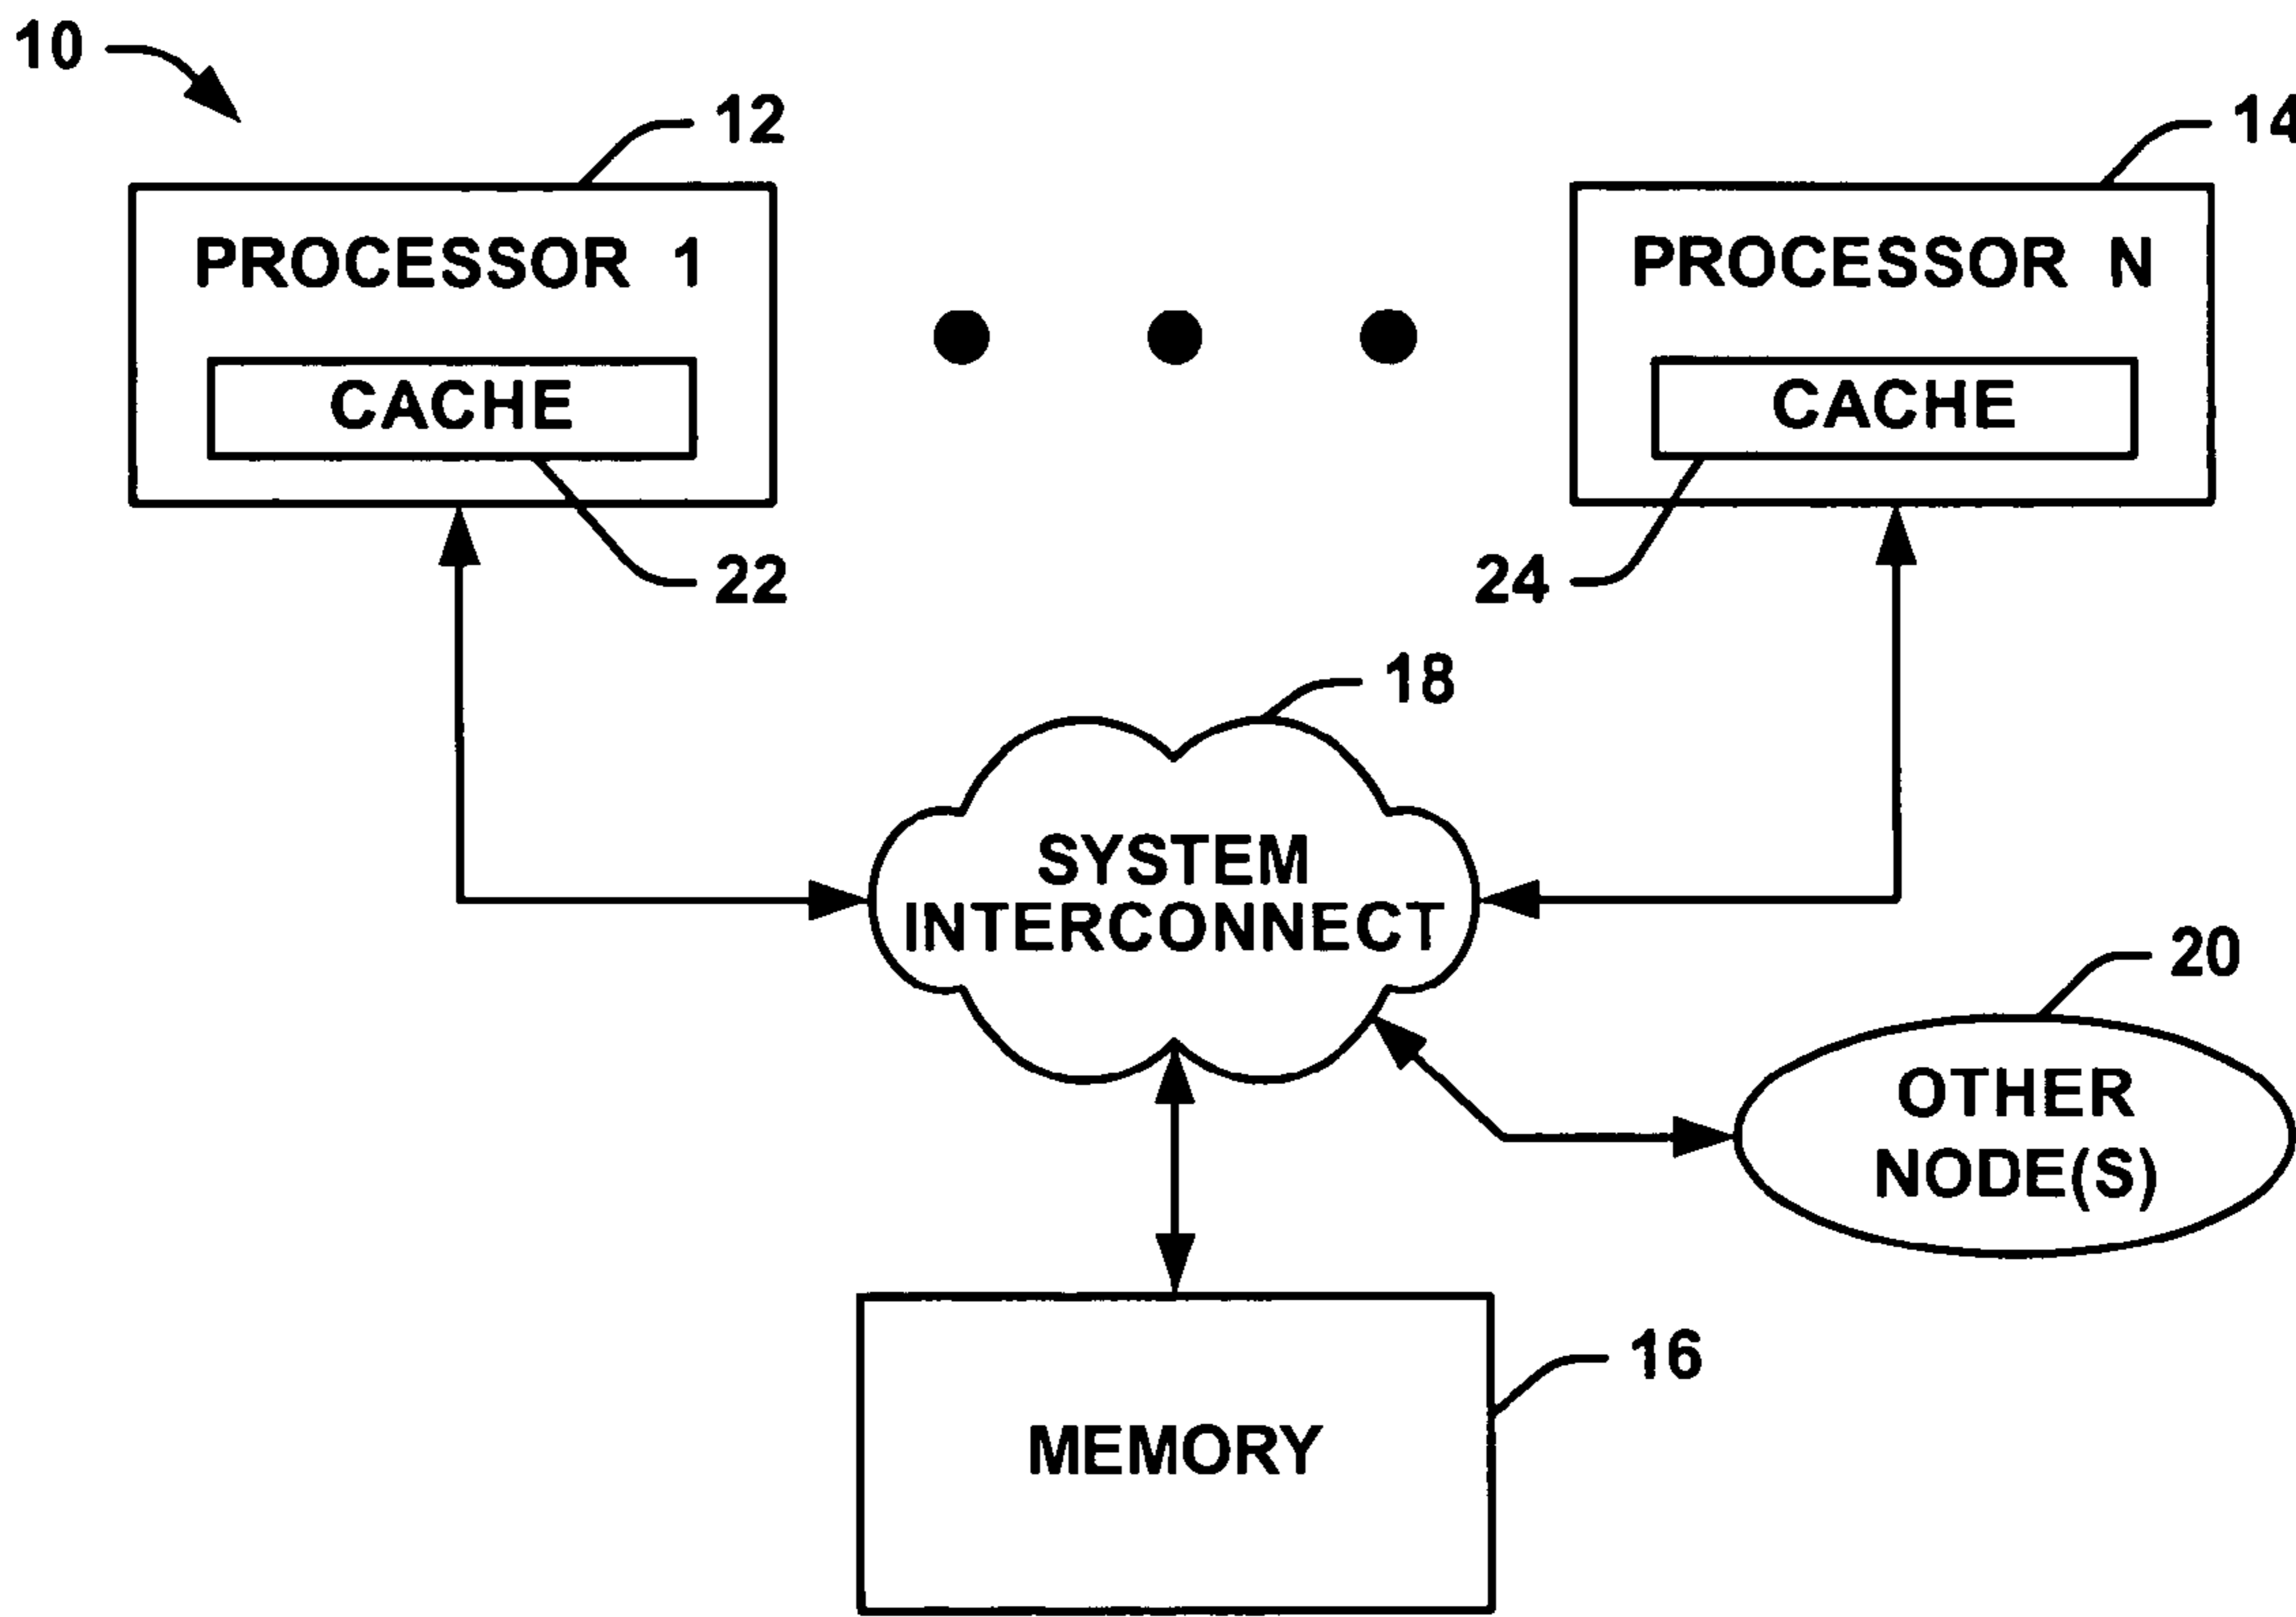 10
12
14
PROCESSOR 1
PROCESSOR N
CACHE
CACHE
22
24
18
SYSTEM
INTERCONNECT
20
OTHER
NODE(S)
16
MEMORY